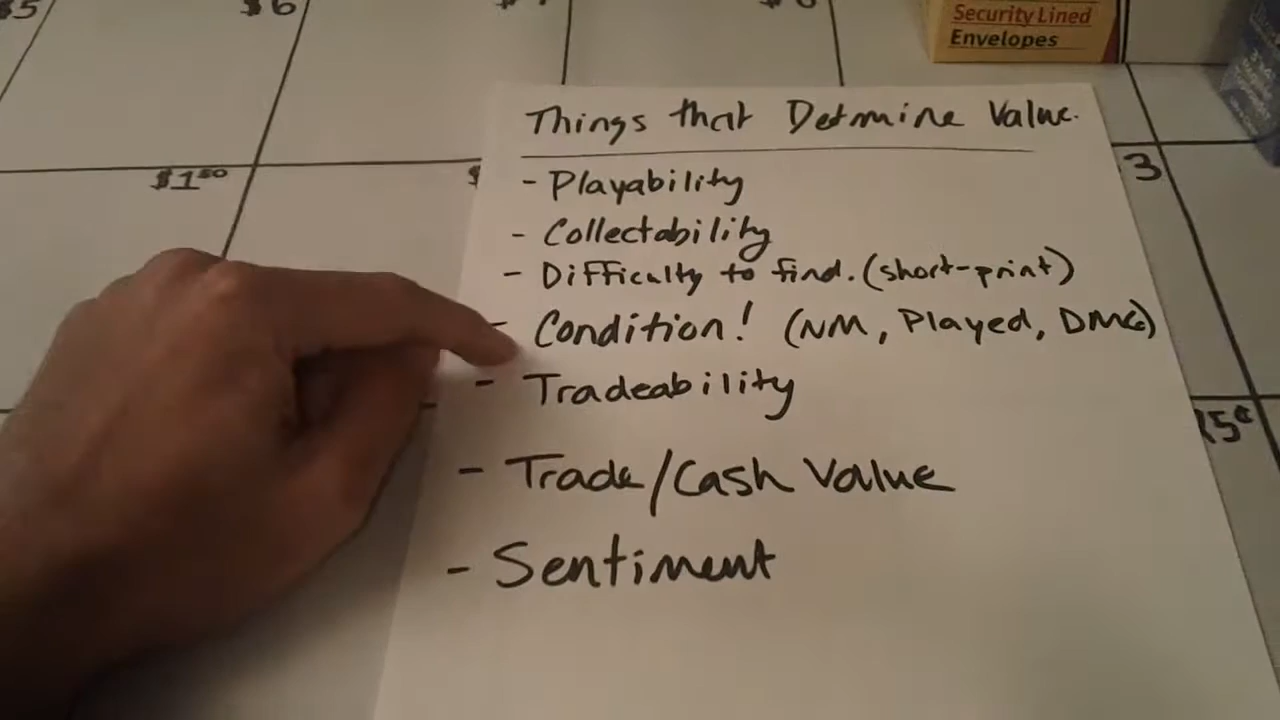 $5
$6
Security Lined
Envelopes
Things that Detmine Value.
$1.50
$
3
- Playability
- Collectability
- Difficulty to find. (short-print)
- Condition! (NM, Played, DMG)
- Tradeability
25¢
- Trade/Cash Value
- Sentiment